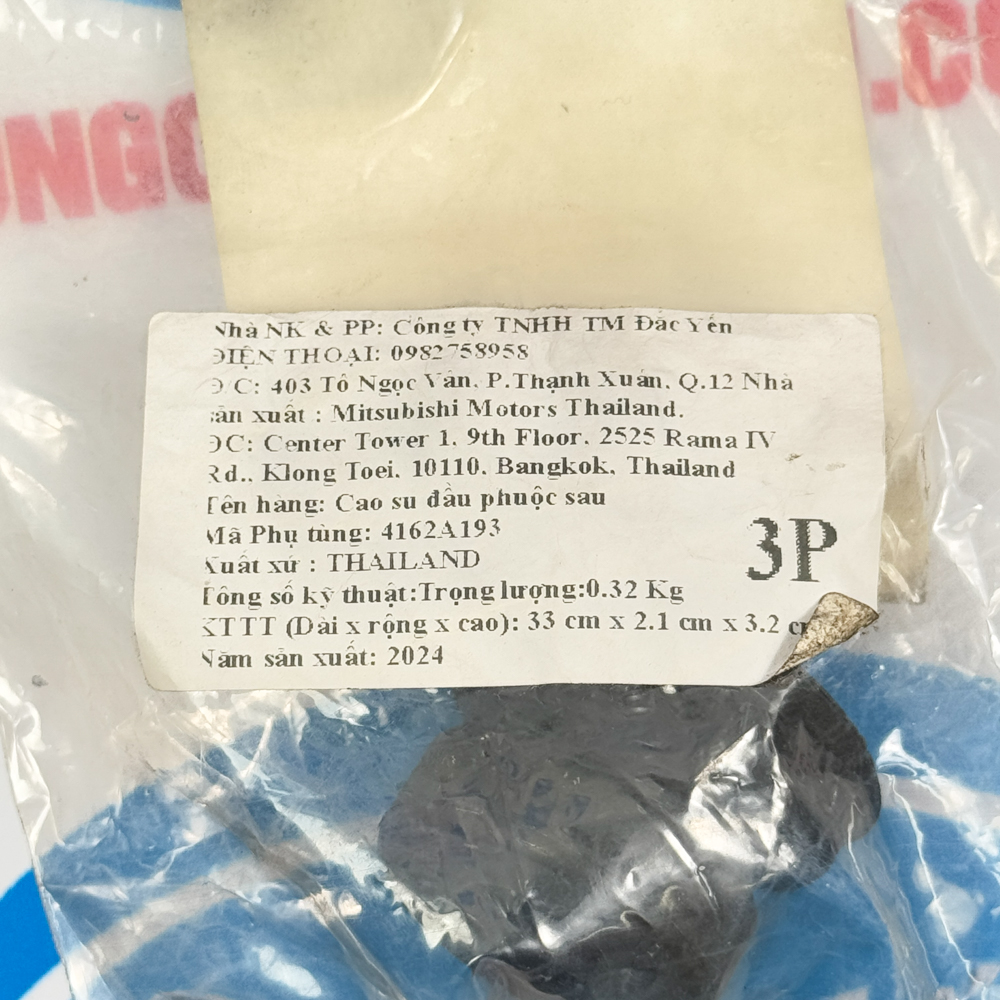 .CO
UNGC
Nhà NK & PP: Công ty TNHH TM Đắc Yến
ĐIỆN THOẠI: 0982758958
Đ/C: 403 Tô Ngọc Vân, P.Thạnh Xuân, Q.12 Nhà
sản xuất : Mitsubishi Motors Thailand.
ĐC: Center Tower 1, 9th Floor, 2525 Rama IV
Rd., Klong Toei, 10110, Bangkok, Thailand
Tên hàng: Cao su đầu phuộc sau
Mã Phụ tùng: 4162A193
Xuất xứ : THAILAND
3P
Tông số kỹ thuật:Trọng lượng:0.32 Kg
KTTT (Dài x rộng x cao): 33 cm x 2.1 cm x 3.2 cm
Năm sản xuất: 2024